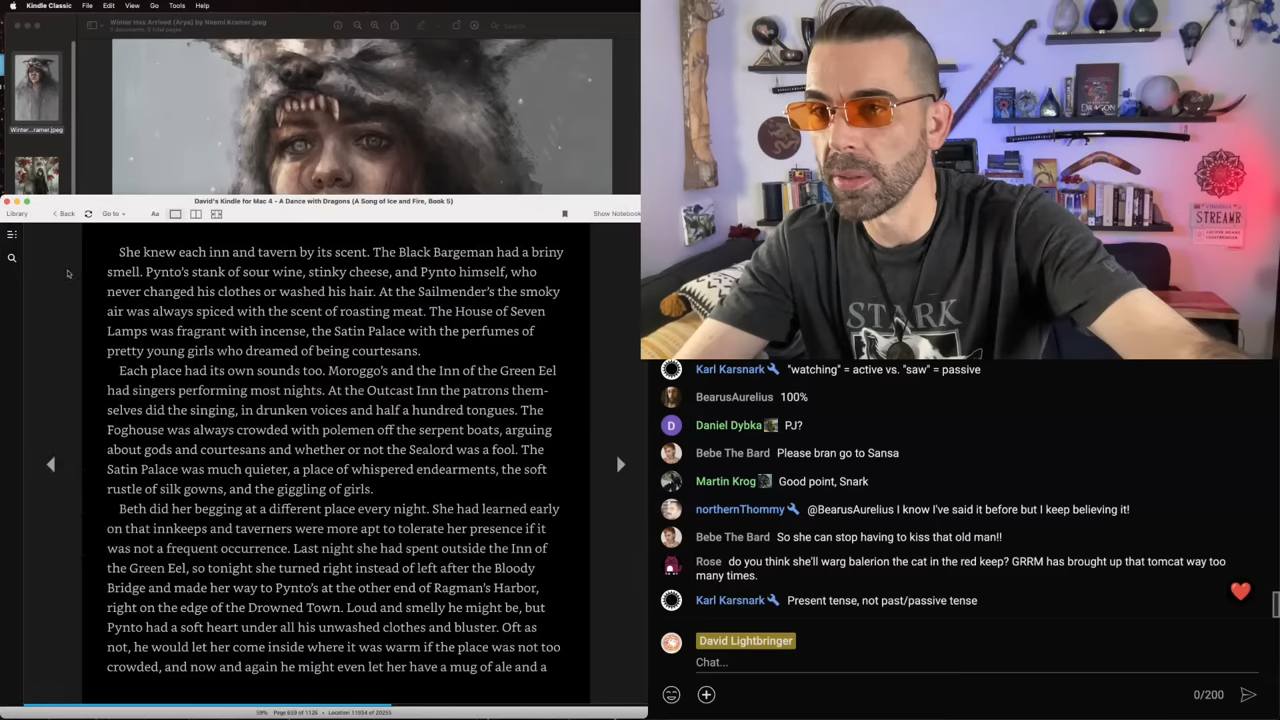 Kindle Classic File Edit View Go Tools Help
Winter Has Arrived (Arya) by Naomi Kramer.jpeg
Search
Winter...ramer.jpeg
David's Kindle for Mac 4 - A Dance with Dragons (A Song of Ice and Fire, Book 5)
Library Back Go to Aa Show Notebook
She knew each inn and tavern by its scent. The Black Bargeman had a briny
smell. Pynto's stank of sour wine, stinky cheese, and Pynto himself, who
never changed his clothes or washed his hair. At the Sailmender's the smoky
air was always spiced with the scent of roasting meat. The House of Seven
Lamps was fragrant with incense, the Satin Palace with the perfumes of
pretty young girls who dreamed of being courtesans.
Each place had its own sounds too. Moroggo's and the Inn of the Green Eel
had singers performing most nights. At the Outcast Inn the patrons them-
selves did the singing, in drunken voices and half a hundred tongues. The
Foghouse was always crowded with polemen off the serpent boats, arguing
about gods and courtesans and whether or not the Sealord was a fool. The
Satin Palace was much quieter, a place of whispered endearments, the soft
rustle of silk gowns, and the giggling of girls.
Beth did her begging at a different place every night. She had learned early
on that innkeeps and taverners were more apt to tolerate her presence if it
was not a frequent occurrence. Last night she had spent outside the Inn of
the Green Eel, so tonight she turned right instead of left after the Bloody
Bridge and made her way to Pynto's at the other end of Ragman's Harbor,
right on the edge of the Drowned Town. Loud and smelly he might be, but
Pynto had a soft heart under all his unwashed clothes and bluster. Oft as
not, he would let her come inside where it was warm if the place was not too
crowded, and now and again he might even let her have a mug of ale and a
59% Page 659 of 1126 • Location 11934 of 20255
DRAGON
STREAMR
STARK
Karl Karsnark "watching" = active vs. "saw" = passive
BearusAurelius 100%
D Daniel Dybka PJ?
Bebe The Bard Please bran go to Sansa
Martin Krog Good point, Snark
northernThommy @BearusAurelius I know I've said it before but I keep believing it!
Bebe The Bard So she can stop having to kiss that old man!!
Rose do you think she'll warg balerion the cat in the red keep? GRRM has brought up that tomcat way too
many times.
Karl Karsnark Present tense, not past/passive tense
David Lightbringer
Chat...
0/200